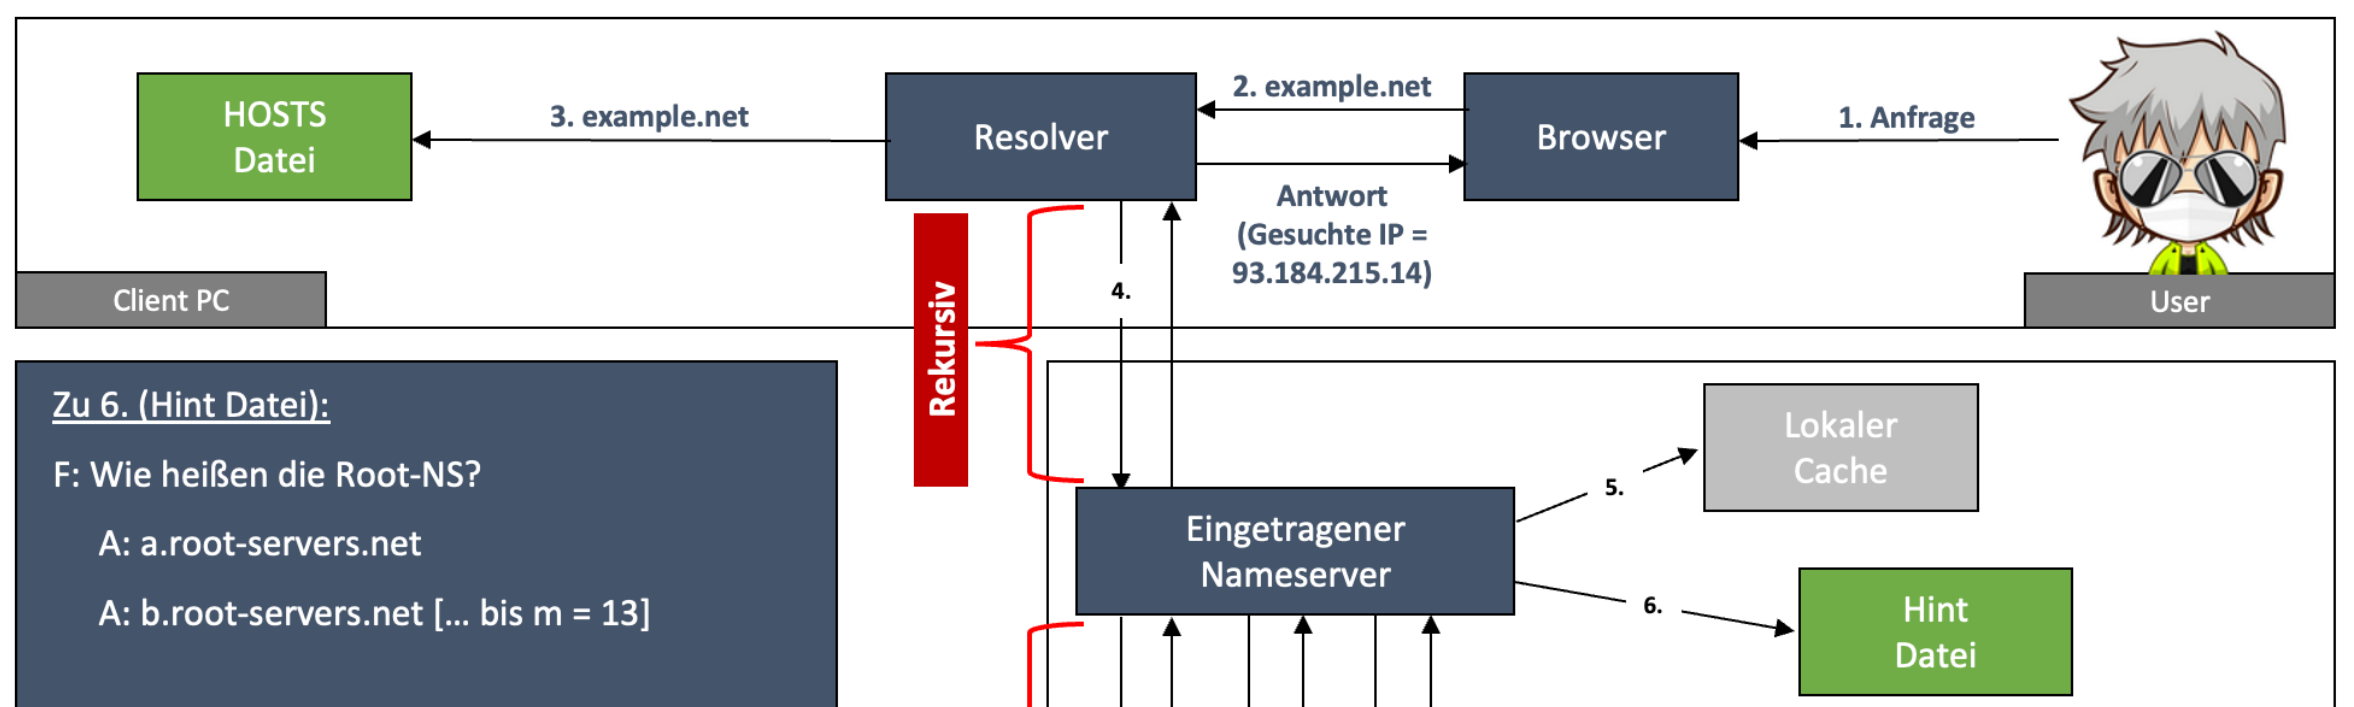 HOSTS
Datei
3. example.net
Resolver
2. example.net
Browser
1. Anfrage
Antwort
(Gesuchte IP =
93.184.215.14)
4.
Client PC
User
Rekursiv
Zu 6. (Hint Datei):
F: Wie heißen die Root-NS?
A: a.root-servers.net
A: b.root-servers.net [... bis m = 13]
Lokaler
Cache
5.
Eingetragener
Nameserver
6.
Hint
Datei